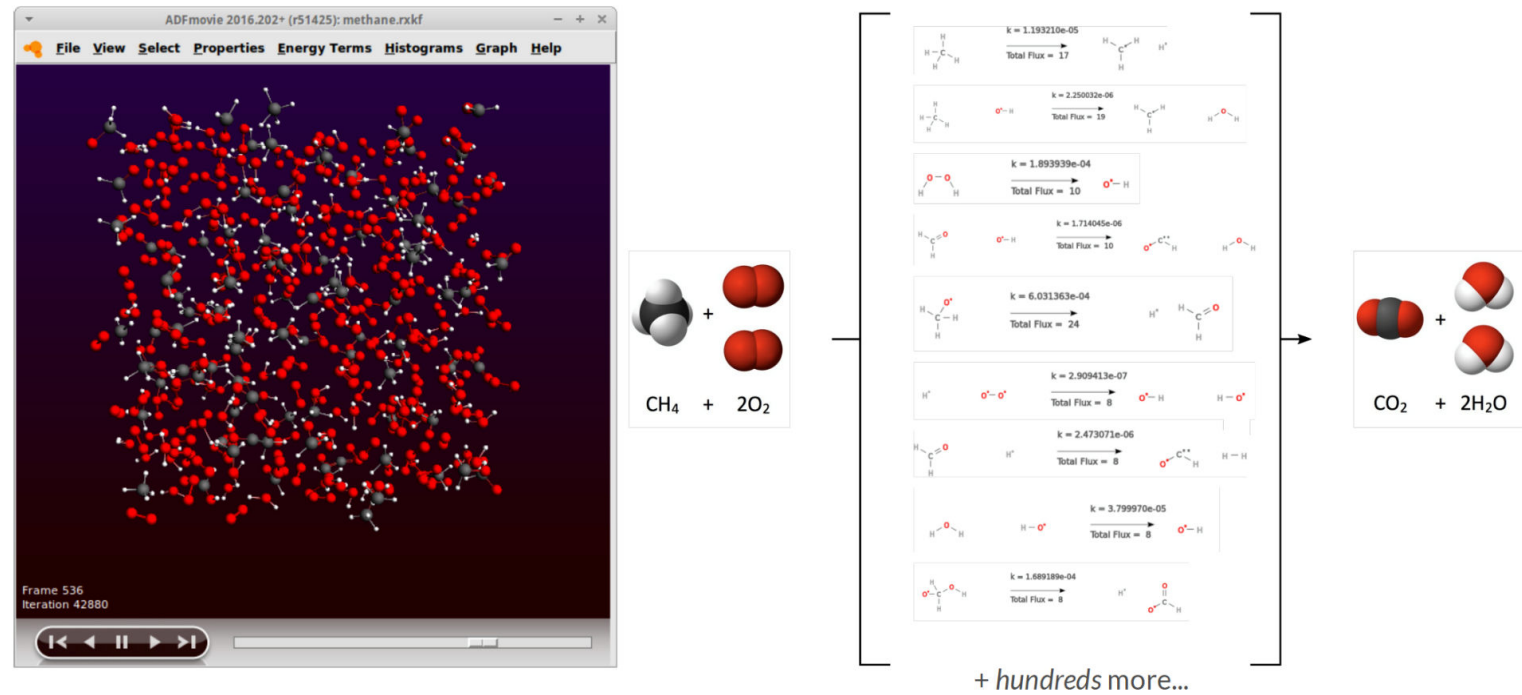 ADFmovie 2016.202+ (r51425): methane.rxkf
File View Select Properties Energy Terms Histograms Graph Help
Frame 536
Iteration 42880
+
CH₄ + 2O₂
k = 1.193210e-05
Total Flux = 17
H
H C H
H
H H
C
H
H
k = 2.250032e-06
Total Flux = 19
H
H C H
H
O H
H H
C
H
O
H H
k = 1.893939e-04
Total Flux = 10
O O
H H
O H
k = 1.714045e-06
Total Flux = 10
H O
C
H
O H
C
O H
O
H H
k = 6.031363e-04
Total Flux = 24
O
H C H
H
H
H O
C
H
k = 2.909413e-07
Total Flux = 8
H
O O
O H
H O
k = 2.473071e-06
Total Flux = 8
H O
C
H
H
C
O H
H H
k = 3.799970e-05
Total Flux = 8
O
H H
H O
O H
k = 1.689189e-04
Total Flux = 8
H O
O C H
H
H
O
C
O H
+ hundreds more...
+
CO₂ + 2H₂O